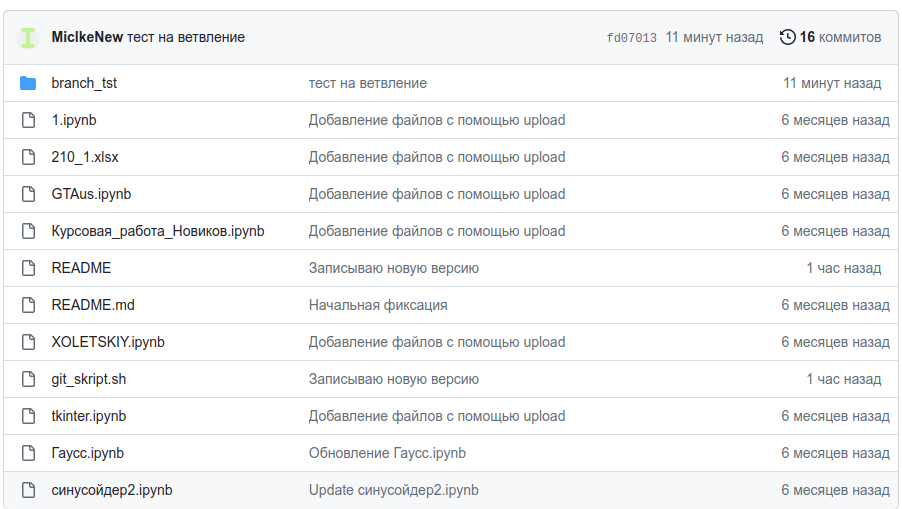 MiclkeNew тест на ветвление fd07013 11 минут назад 16 коммитов
branch_tst тест на ветвление 11 минут назад
1.ipynb Добавление файлов с помощью upload 6 месяцев назад
210_1.xlsx Добавление файлов с помощью upload 6 месяцев назад
GTAus.ipynb Добавление файлов с помощью upload 6 месяцев назад
Курсовая_работа_Новиков.ipynb Добавление файлов с помощью upload 6 месяцев назад
README Записываю новую версию 1 час назад
README.md Начальная фиксация 6 месяцев назад
XOLETSKIY.ipynb Добавление файлов с помощью upload 6 месяцев назад
git_skript.sh Записываю новую версию 1 час назад
tkinter.ipynb Добавление файлов с помощью upload 6 месяцев назад
Гаусс.ipynb Обновление Гаусс.ipynb 6 месяцев назад
синусойдер2.ipynb Update синусойдер2.ipynb 6 месяцев назад